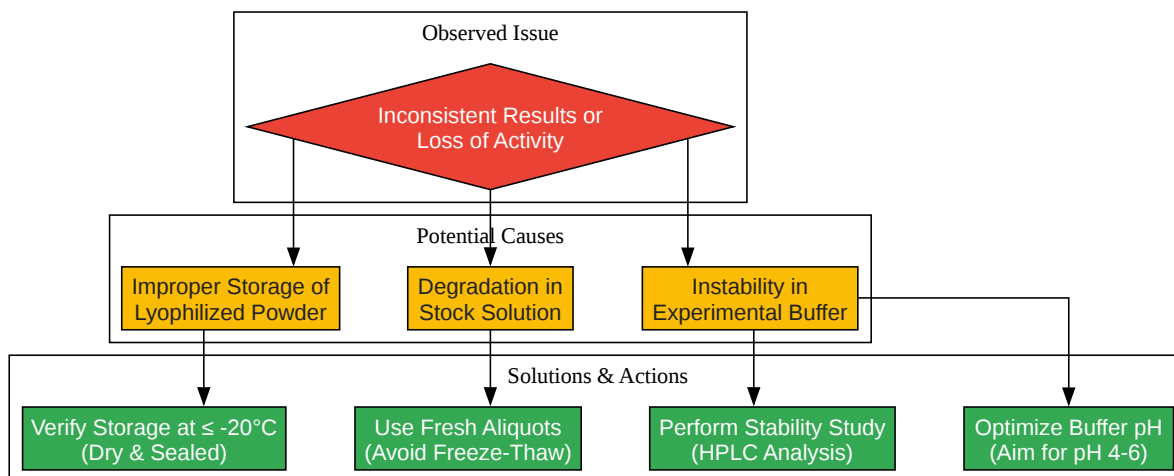 Observed Issue
Inconsistent Results or
Loss of Activity
Potential Causes
Improper Storage of
Lyophilized Powder
Degradation in
Stock Solution
Instability in
Experimental Buffer
Solutions & Actions
Verify Storage at ≤ -20°C
(Dry & Sealed)
Use Fresh Aliquots
(Avoid Freeze-Thaw)
Perform Stability Study
(HPLC Analysis)
Optimize Buffer pH
(Aim for pH 4-6)